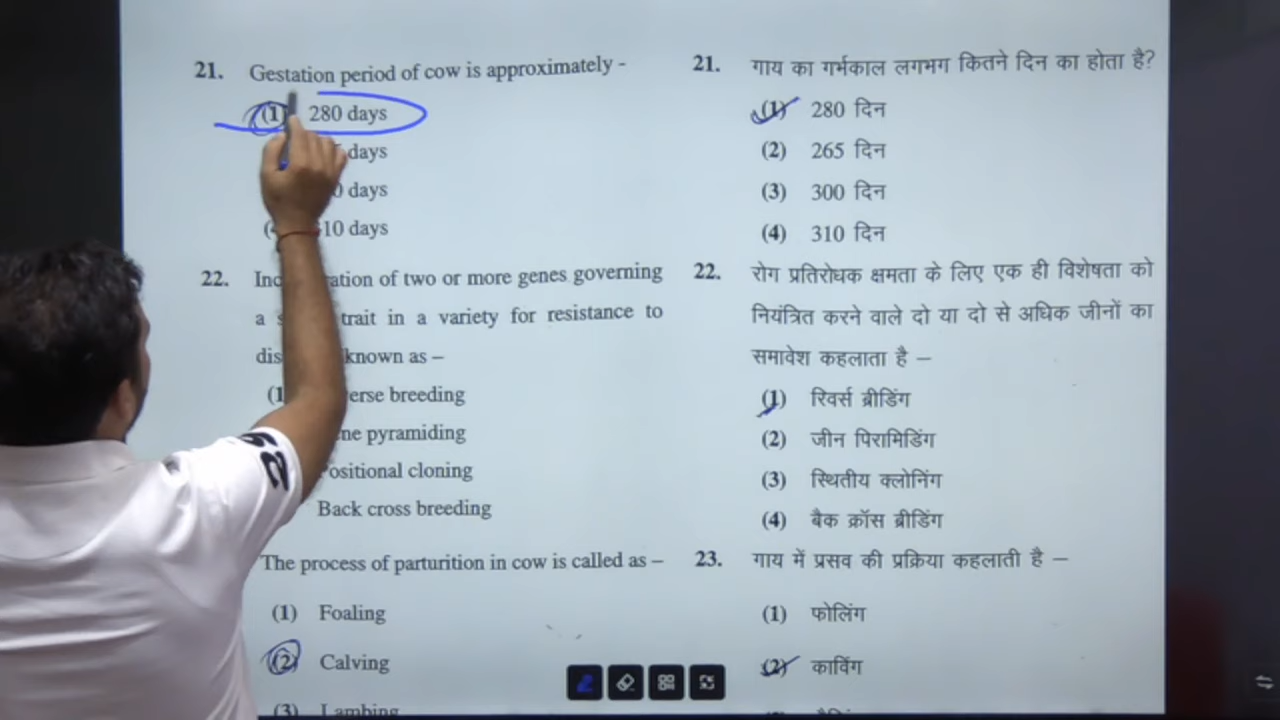 21. Gestation period of cow is approximately -
(1) 280 days
days
0 days
10 days
22. of two or more genes governing
a trait in a variety for resistance to
known as –
erse breeding
ne pyramiding
ositional cloning
Back cross breeding
The process of parturition in cow is called as –
(1) Foaling
(2) Calving
(3) Lambing
21. गाय का गर्भकाल लगभग कितने दिन का होता है?
(1) 280 दिन
(2) 265 दिन
(3) 300 दिन
(4) 310 दिन
22. रोग प्रतिरोधक क्षमता के लिए एक ही विशेषता को
नियंत्रित करने वाले दो या दो से अधिक जीनों का
समावेश कहलाता है –
(1) रिवर्स ब्रीडिंग
(2) जीन पिरामिडिंग
(3) स्थितीय क्लोनिंग
(4) बैक क्रॉस ब्रीडिंग
23. गाय में प्रसव की प्रक्रिया कहलाती है –
(1) फोलिंग
(2) काविंग
52